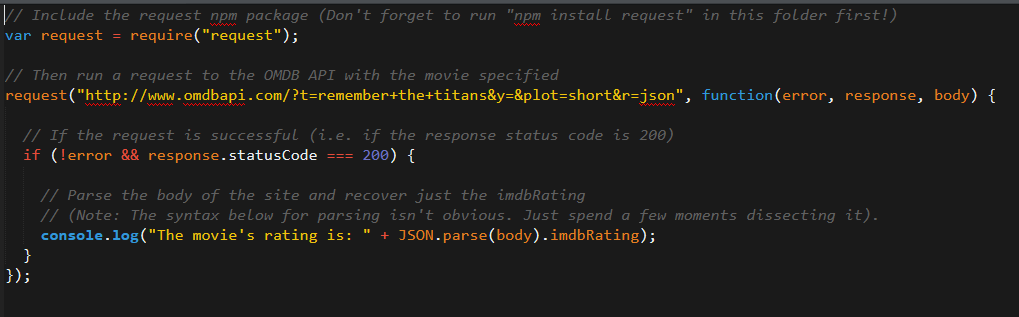 // Include the request npm package (Don't forget to run "npm install request" in this folder first!)
var request = require("request");
// Then run a request to the OMDB API with the movie specified
request("http://www.omdbapi.com/?t=remember+the+titans&y=&plot=short&r=json", function(error, response, body) {
// If the request is successful (i.e. if the response status code is 200)
if (!error && response.statusCode === 200) {
// Parse the body of the site and recover just the imdbRating
// (Note: The syntax below for parsing isn't obvious. Just spend a few moments dissecting it).
console.log("The movie's rating is: " + JSON.parse(body).imdbRating);
}
});